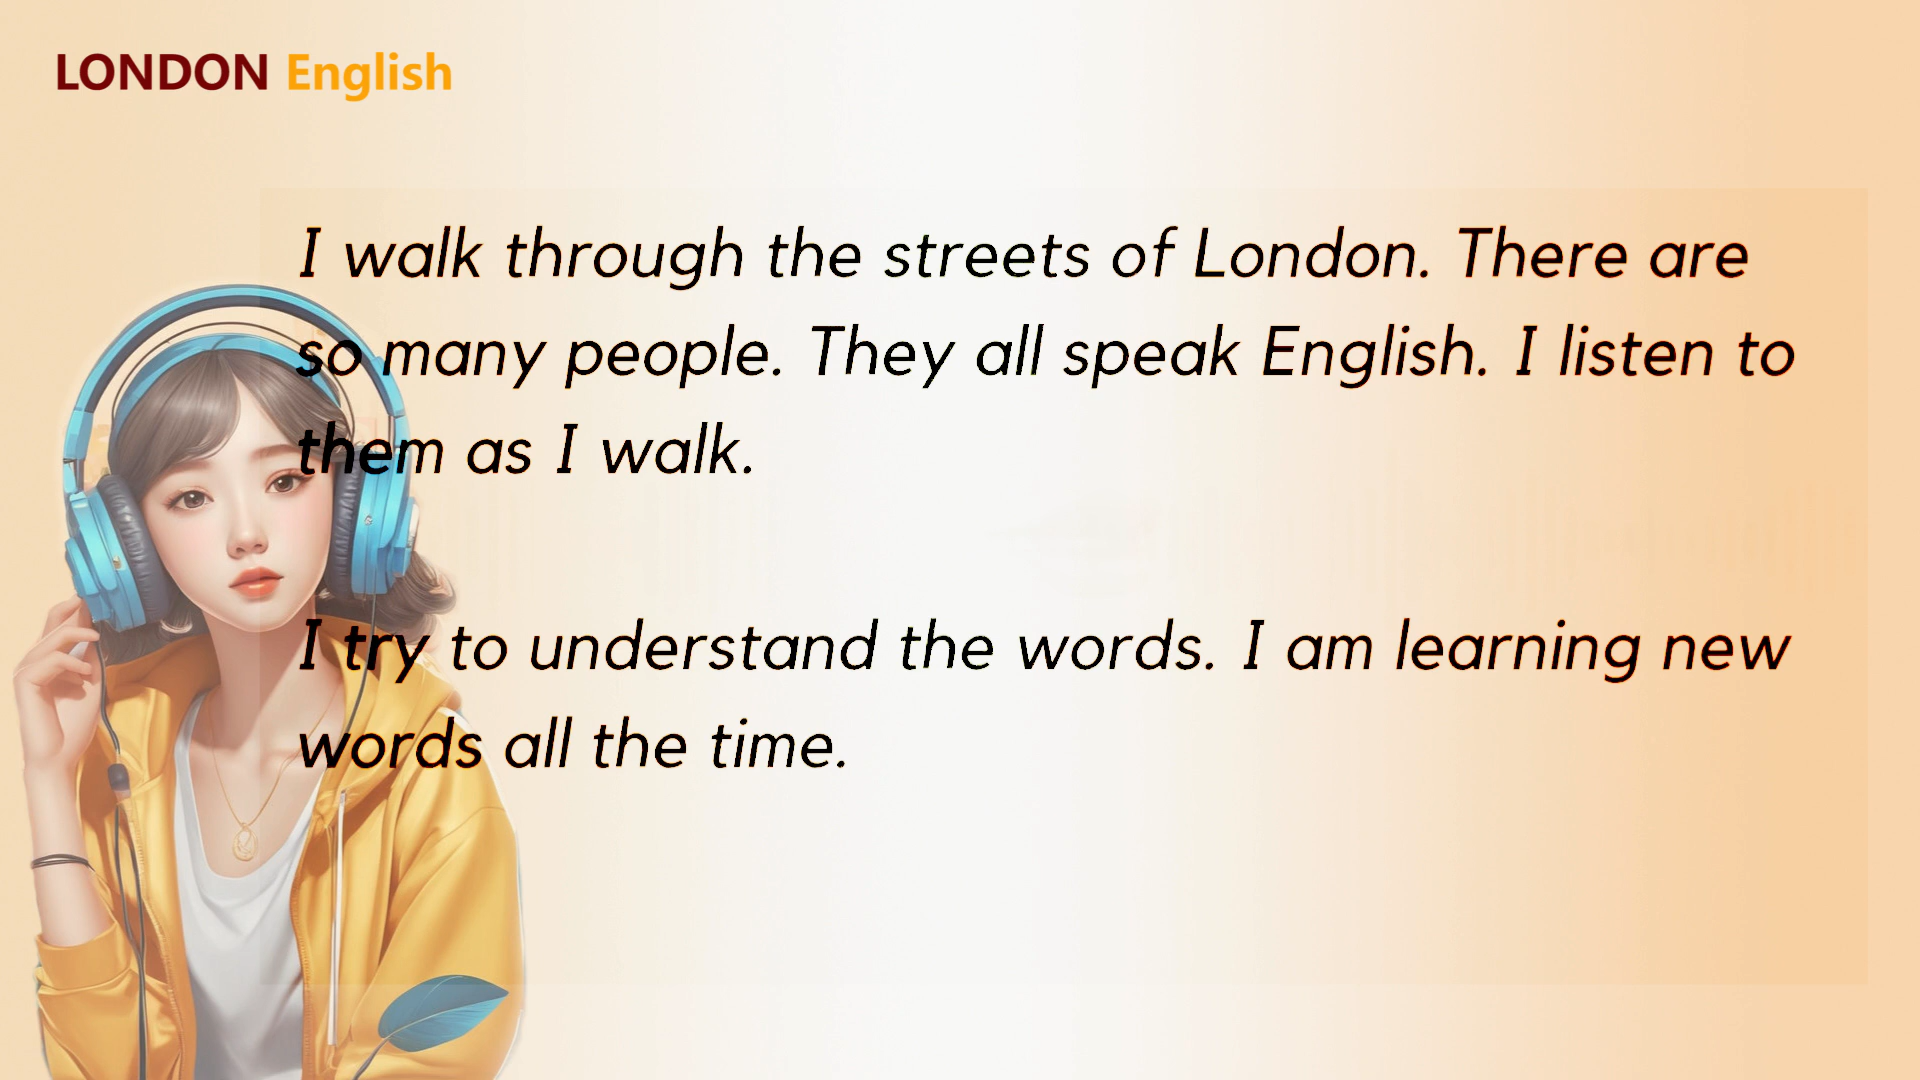 LONDON English
I walk through the streets of London. There are
so many people. They all speak English. I listen to
them as I walk.
I try to understand the words. I am learning new
words all the time.